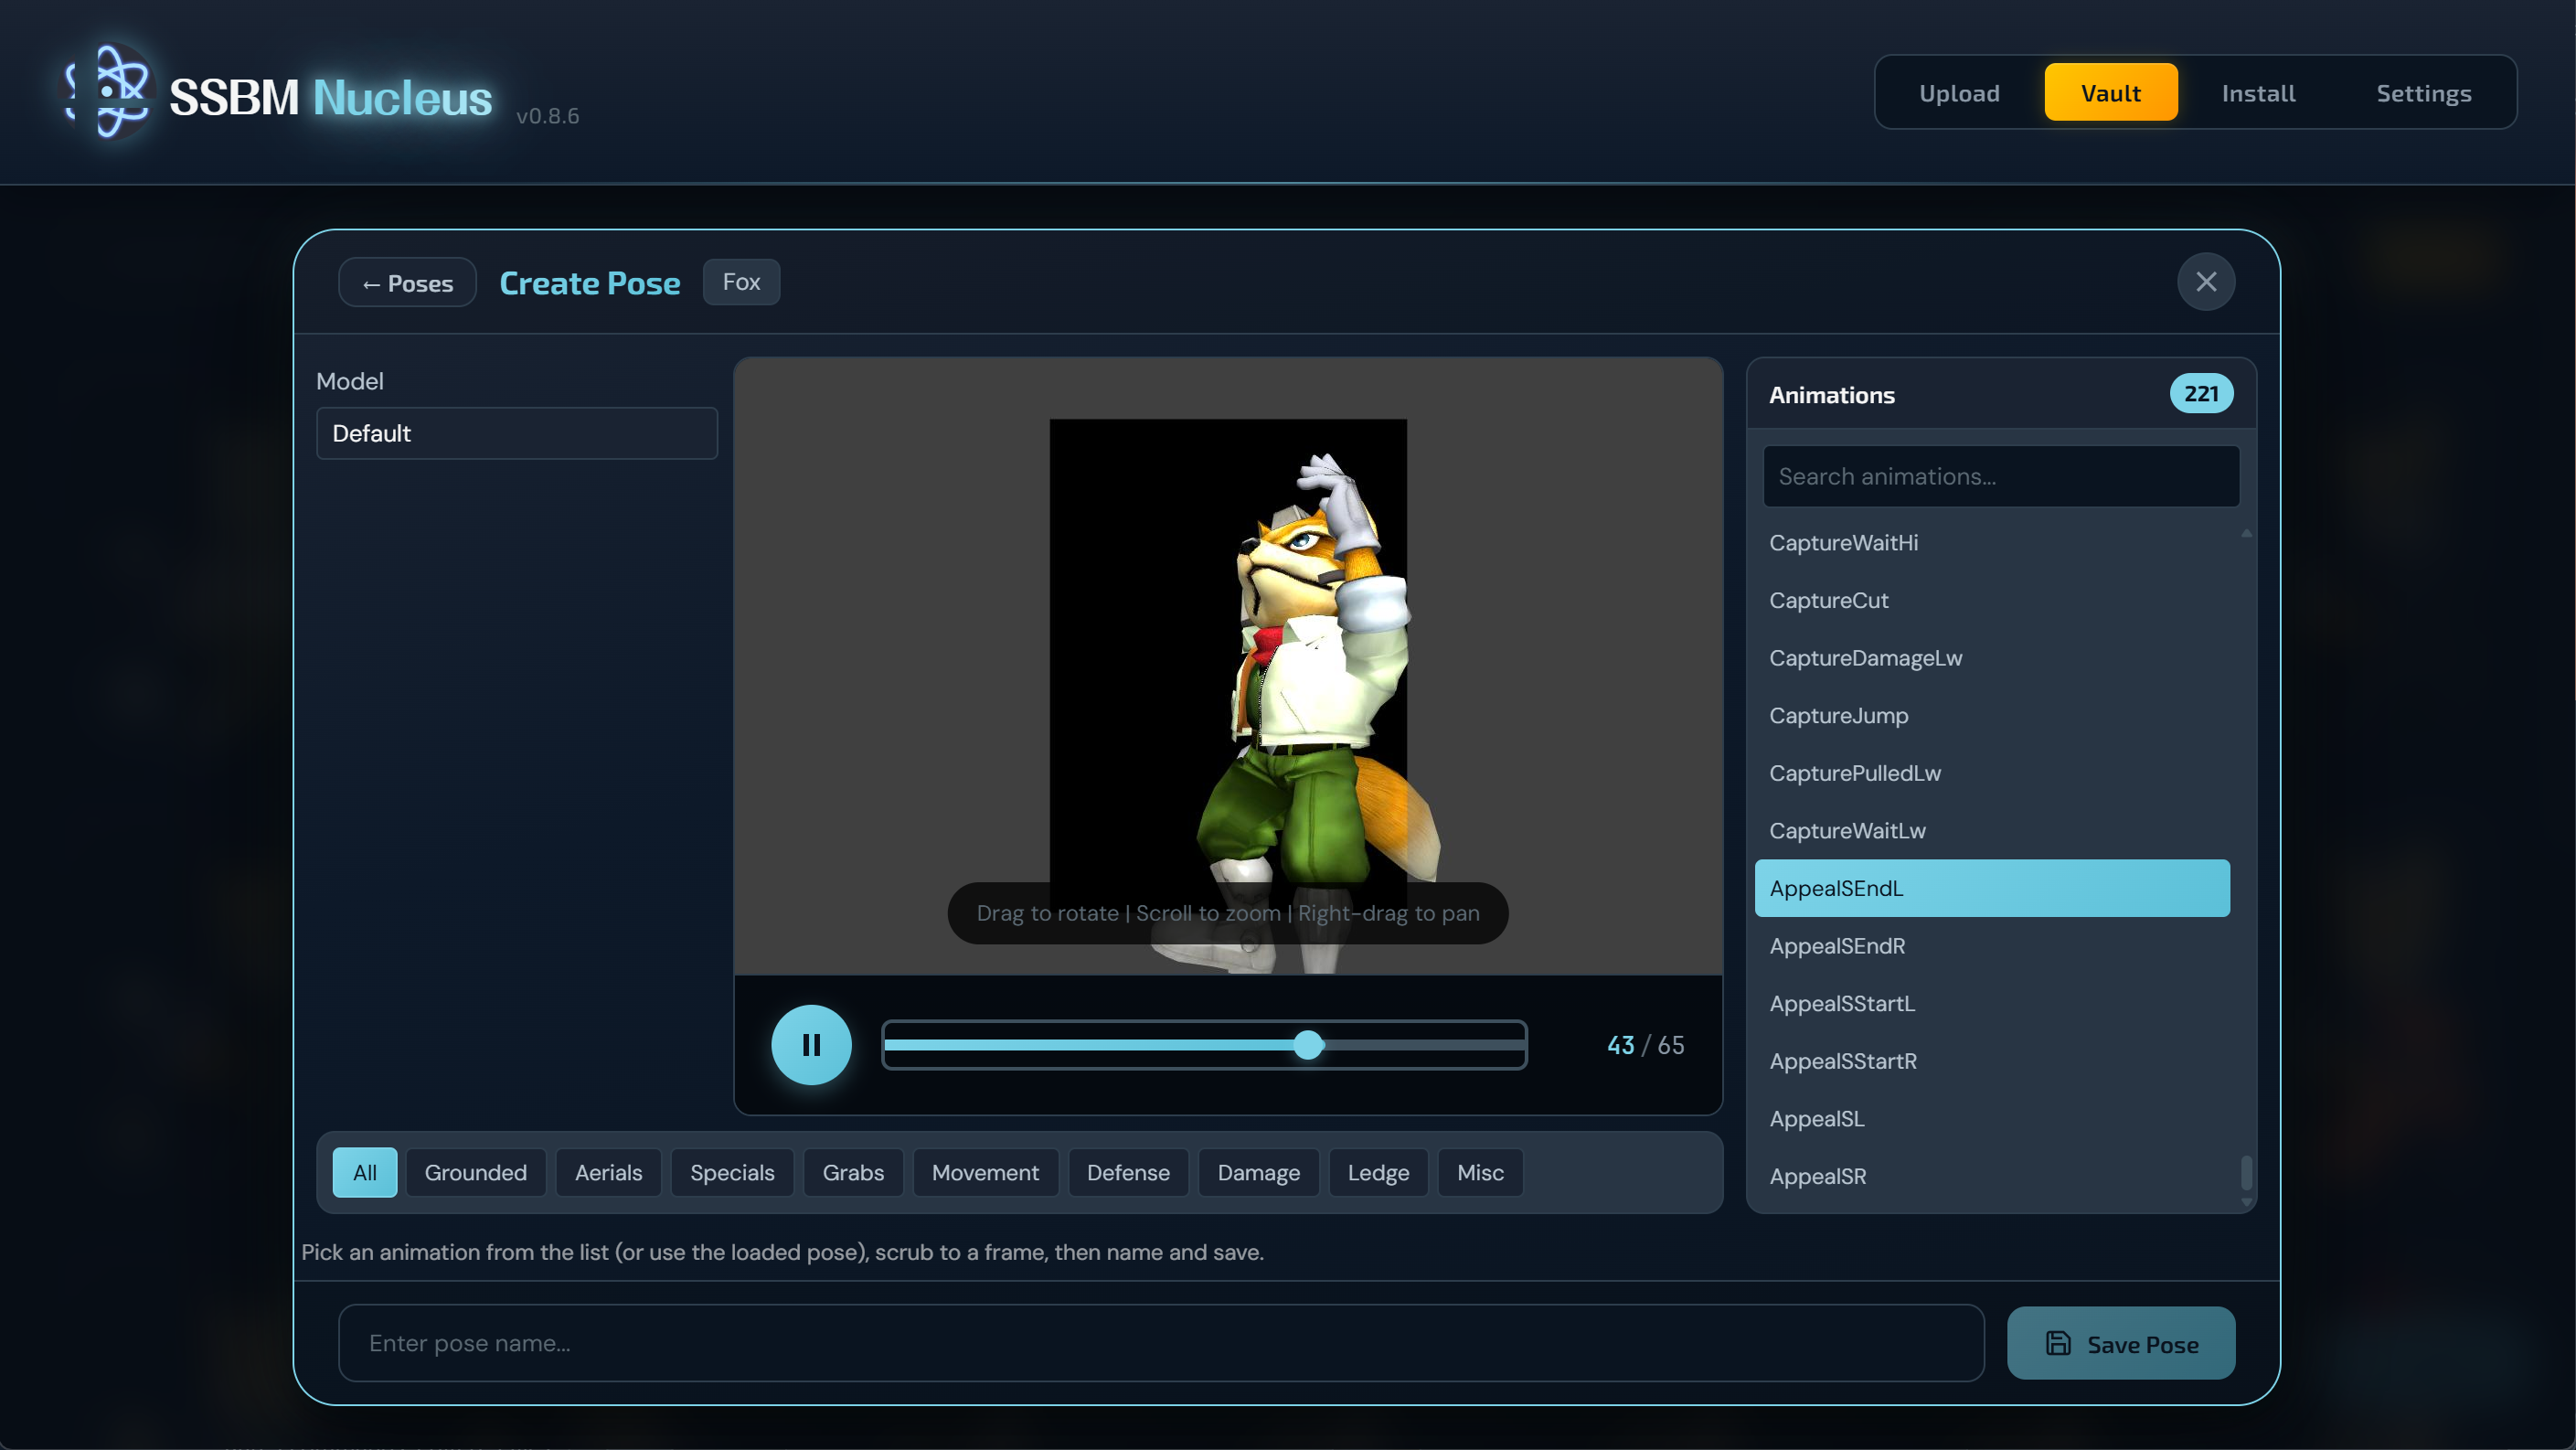 SSBM Nucleus v0.8.6
Upload Vault Install Settings
← Poses Create Pose Fox
Model
Default
Drag to rotate | Scroll to zoom | Right-drag to pan
43 / 65
Animations 221
Search animations...
CaptureWaitHi
CaptureCut
CaptureDamageLw
CaptureJump
CapturePulledLw
CaptureWaitLw
AppealSEndL
AppealSEndR
AppealSStartL
AppealSStartR
AppealSL
AppealSR
All Grounded Aerials Specials Grabs Movement Defense Damage Ledge Misc
Pick an animation from the list (or use the loaded pose), scrub to a frame, then name and save.
Enter pose name...
Save Pose